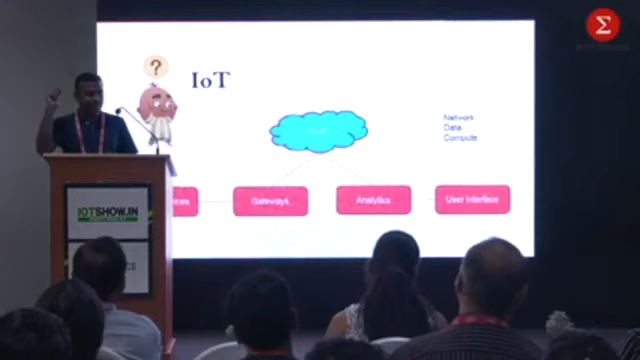 ?
IoT
Network
Data
Compute
Gateways
Analytics
User Interface
IOTSHOW.IN